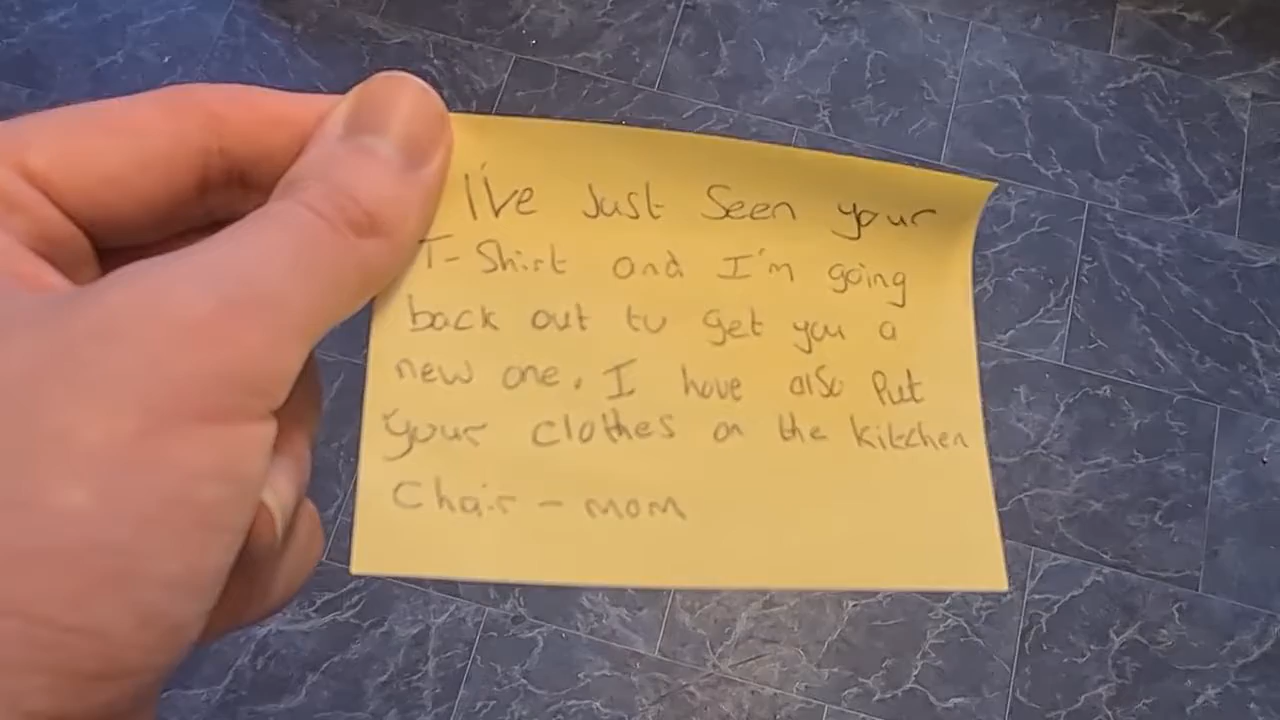 I've Just Seen your
T-Shirt and I'm going
back out to get you a
new one. I have also Put
your clothes on the kitchen
Chair - mom